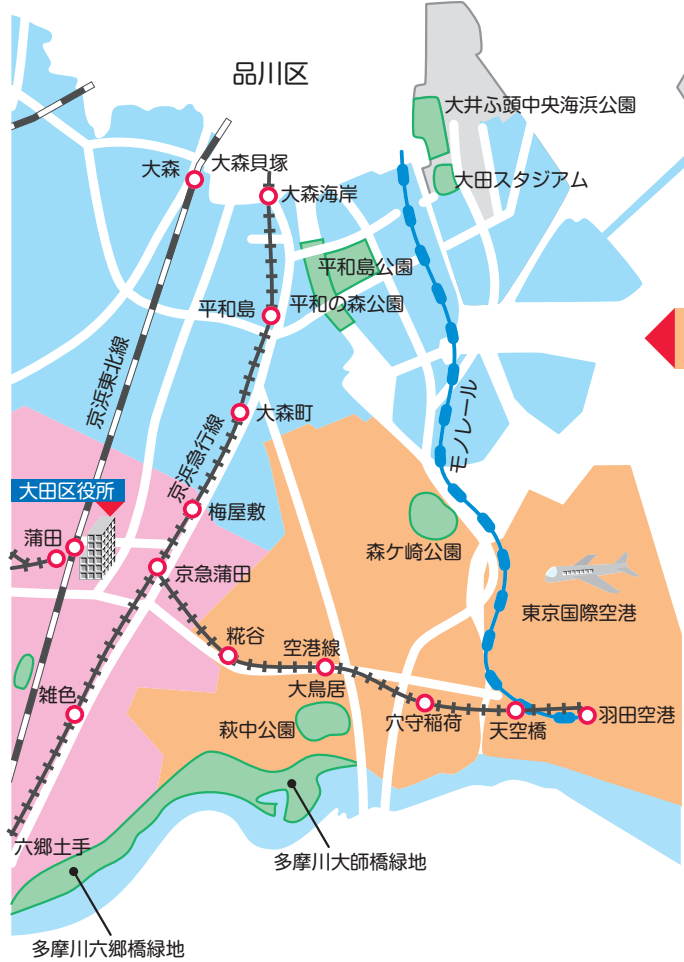 品川区
大井ふ頭中央海浜公園
大森貝塚
大森
大田スタジアム
大森海岸
平和島公園
平和島
平和の森公園
京浜東北線
モノレール
大森町
京浜急行線
大田区役所
梅屋敷
蒲田
森ケ崎公園
京急蒲田
東京国際空港
糀谷
空港線
大鳥居
雑色
萩中公園
穴守稲荷
天空橋
羽田空港
六郷土手
多摩川大師橋緑地
多摩川六郷橋緑地